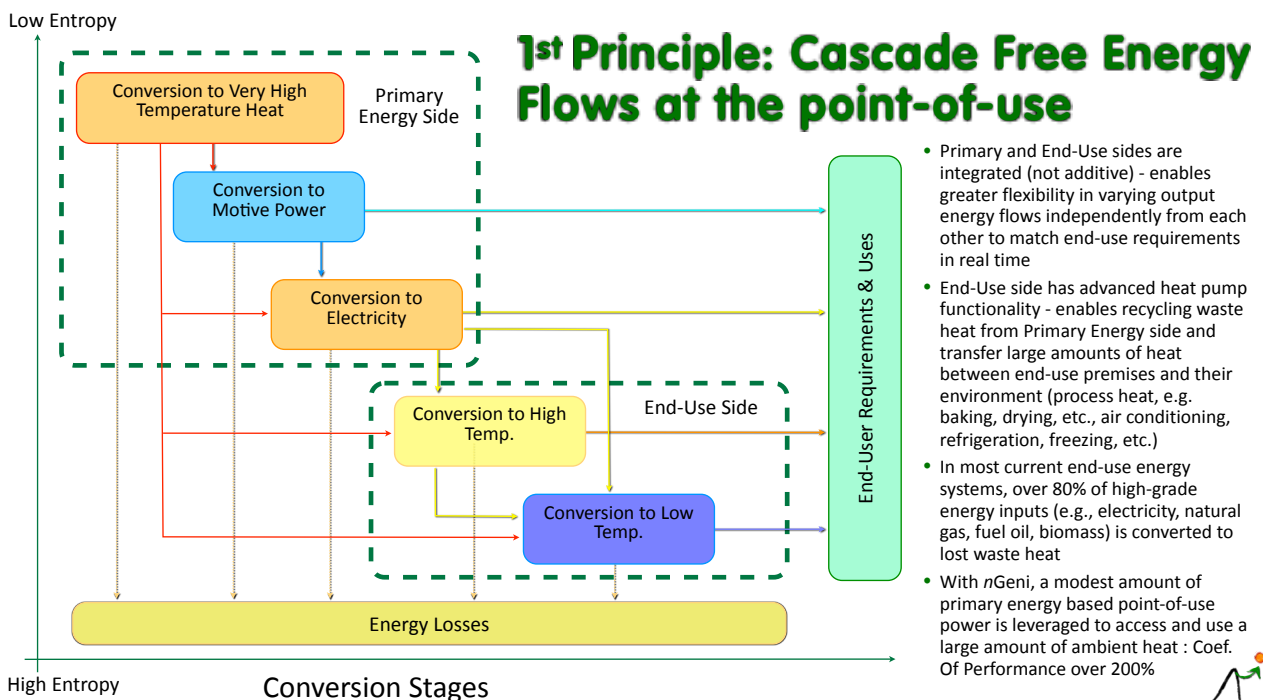 Low Entropy
1st Principle: Cascade Free Energy
Flows at the point-of-use
Conversion to Very High
Temperature Heat
Primary
Energy Side
Conversion to
Motive Power
Conversion to
Electricity
Conversion to High
Temp.
End-Use Side
Conversion to Low
Temp.
End-User Requirements & Uses
Energy Losses
High Entropy
Conversion Stages
• Primary and End-Use sides are
integrated (not additive) - enables
greater flexibility in varying output
energy flows independently from each
other to match end-use requirements
in real time
• End-Use side has advanced heat pump
functionality - enables recycling waste
heat from Primary Energy side and
transfer large amounts of heat
between end-use premises and their
environment (process heat, e.g.
baking, drying, etc., air conditioning,
refrigeration, freezing, etc.)
• In most current end-use energy
systems, over 80% of high-grade
energy inputs (e.g., electricity, natural
gas, fuel oil, biomass) is converted to
lost waste heat
• With nGeni, a modest amount of
primary energy based point-of-use
power is leveraged to access and use a
large amount of ambient heat : Coef.
Of Performance over 200%